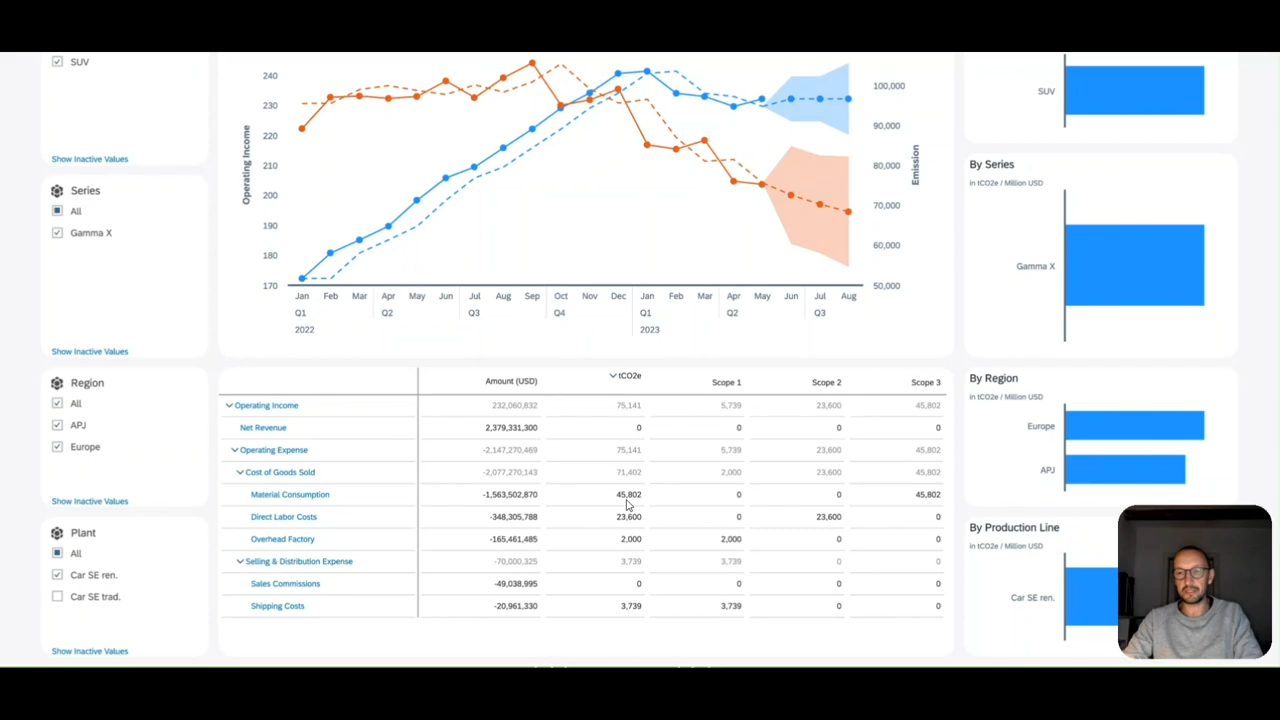 SUV
Show Inactive Values
Series
All
Gamma X
Show Inactive Values
Region
All
APJ
Europe
Show Inactive Values
Plant
All
Car SE ren.
Car SE trad.
Show Inactive Values
Operating Income
240
230
220
210
200
190
180
170
100,000
90,000
80,000
70,000
60,000
50,000
Emission
Jan Feb Mar Apr May Jun Jul Aug Sep Oct Nov Dec Jan Feb Mar Apr May Jun Jul Aug
Q1 Q2 Q3 Q4 Q1 Q2 Q3
2022 2023
Amount (USD) tCO2e Scope 1 Scope 2 Scope 3
Operating Income 232,060,832 75,141 5,739 23,600 45,802
Net Revenue 2,379,331,300 0 0 0 0
Operating Expense -2,147,270,469 75,141 5,739 23,600 45,802
Cost of Goods Sold -2,077,270,143 71,402 2,000 23,600 45,802
Material Consumption -1,563,502,870 45,802 0 0 45,802
Direct Labor Costs -348,305,788 23,600 0 23,600 0
Overhead Factory -165,461,485 2,000 2,000 0 0
Selling & Distribution Expense -70,000,325 3,739 3,739 0 0
Sales Commissions -49,038,995 0 0 0 0
Shipping Costs -20,961,330 3,739 3,739 0 0
SUV
By Series
in tCO2e / Million USD
Gamma X
By Region
in tCO2e / Million USD
Europe
APJ
By Production Line
in tCO2e / Million USD
Car SE ren.